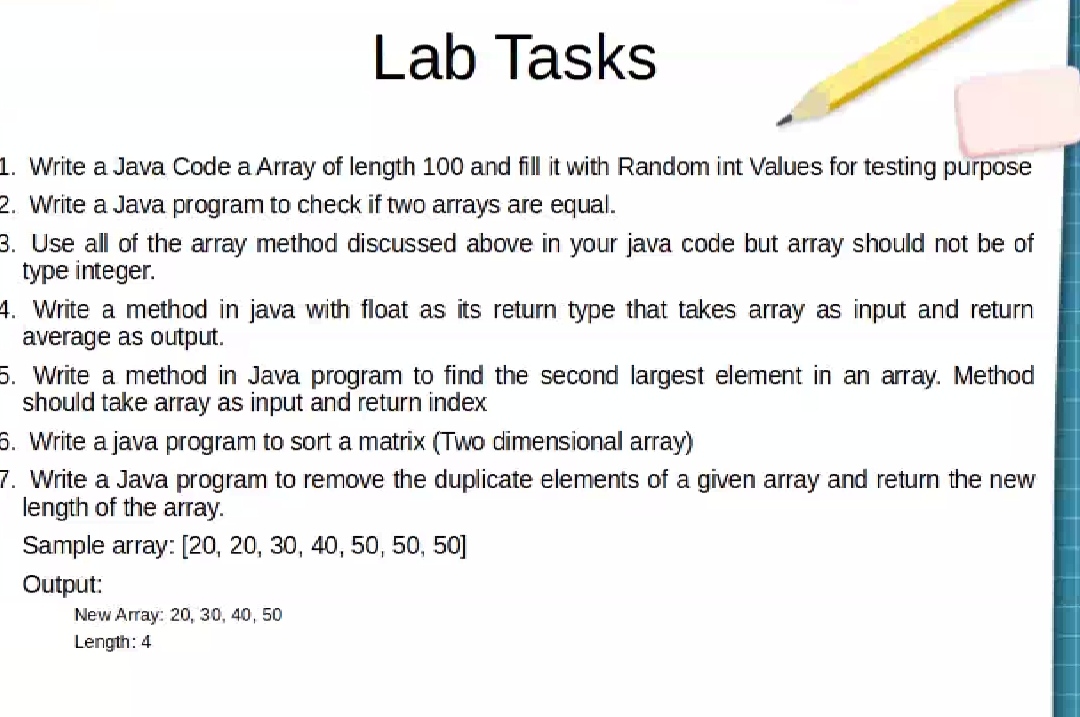 Lab Tasks
1. Write a Java Code a Array of length 100 and fill it with Random int Values for testing purpose
2. Write a Java program to check if two arrays are equal.
3. Use all of the array method discussed above in your java code but array should not be of
type integer.
4. Write a method in java with float as its return type that takes array as input and return
average as output.
5. Write a method in Java program to find the second largest element in an array. Method
should take array as input and return index
6. Write a java program to sort a matrix (Two dimensional array)
7. Write a Java program to remove the duplicate elements of a given array and return the new
length of the array.
Sample array: [20, 20, 30, 40, 50, 50, 50]
Output:
New Array: 20, 30, 40, 50
Length: 4